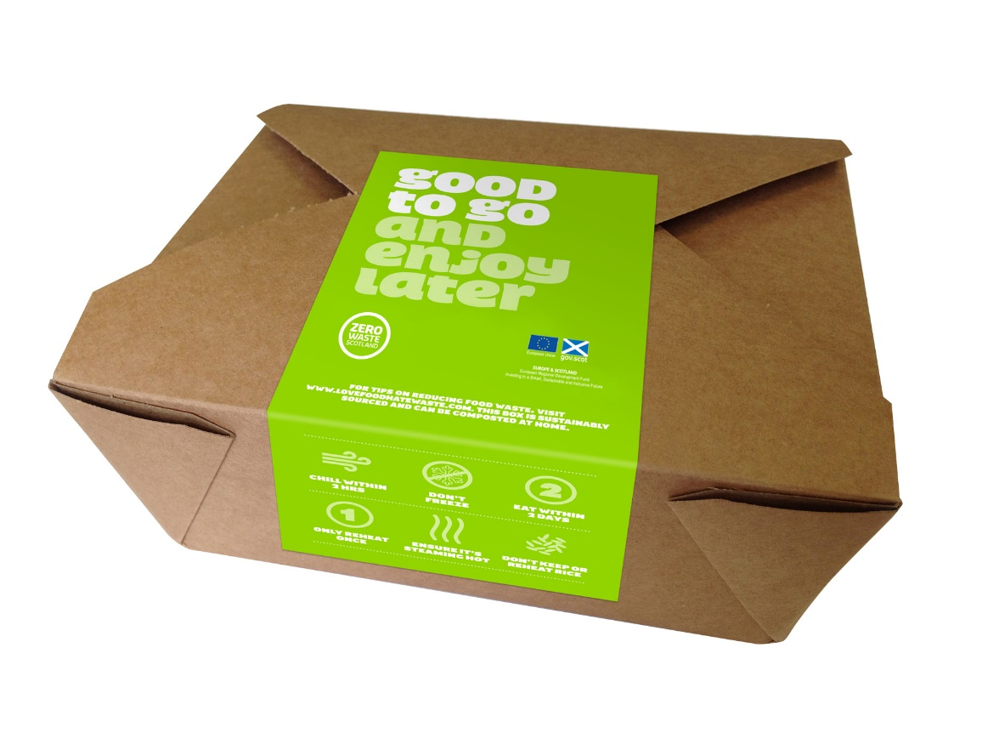 good
to go
and
enjoy
later
ZERO
WASTE
SCOTLAND
European Union
gov.scot
EUROPE & SCOTLAND
European Regional Development Fund
Investing in a Smart, Sustainable and Inclusive Future
FOR TIPS ON REDUCING FOOD WASTE. VISIT
WWW.LOVEFOODHATEWASTE.COM. THIS BOX IS SUSTAINABLY
SOURCED AND CAN BE COMPOSTED AT HOME.
CHILL WITHIN
2 HRS
DON'T
FREEZE
2
EAT WITHIN
2 DAYS
1
ONLY REHEAT
ONCE
ENSURE IT'S
STEAMING HOT
DON'T KEEP OR
REHEAT RICE